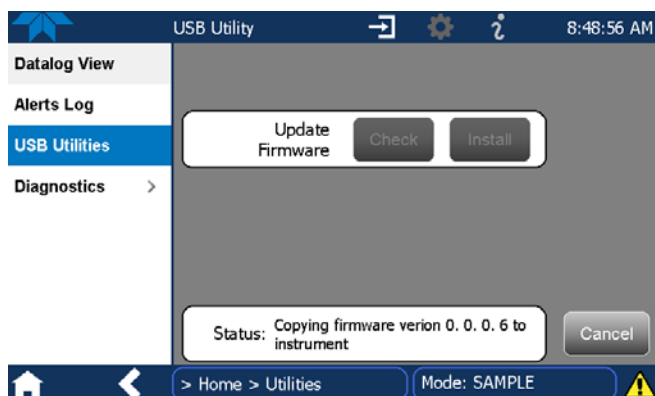 USB Utility
8:48:56 AM
Datalog View
Alerts Log
USB Utilities
Diagnostics >
Update
Firmware
Check
Install
Status: Copying firmware verion 0. 0. 0. 6 to
instrument
Cancel
> Home > Utilities
Mode: SAMPLE